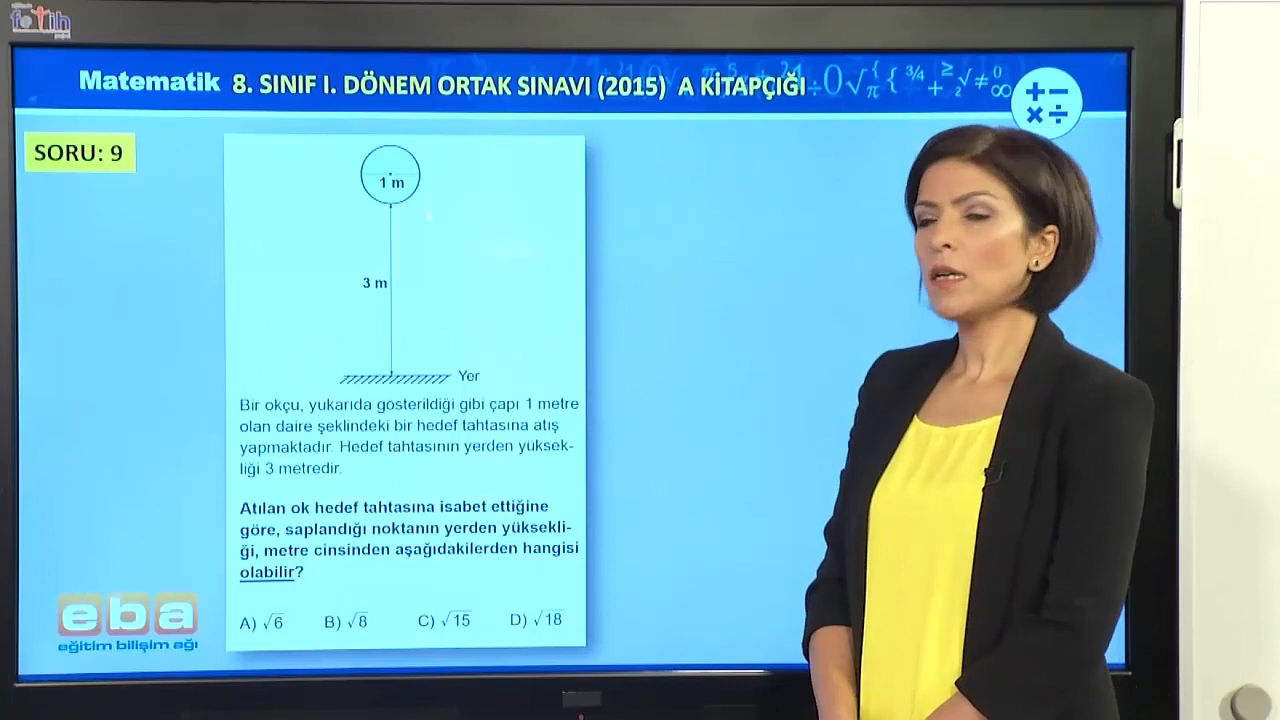 fatih
Matematik 8. SINIF I. DÖNEM ORTAK SINAVI (2015) A KİTAPÇIĞI
SORU: 9
1 m
3 m
Yer
Bir okçu, yukarıda gösterildiği gibi çapı 1 metre
olan daire şeklindeki bir hedef tahtasına atış
yapmaktadır. Hedef tahtasının yerden yüksek-
liği 3 metredir.
Atılan ok hedef tahtasına isabet ettiğine
göre, saplandığı noktanın yerden yüksekli-
ği, metre cinsinden aşağıdakilerden hangisi
olabilir?
A) √6 B) √8 C) √15 D) √18
eba
eğitim bilişim ağı